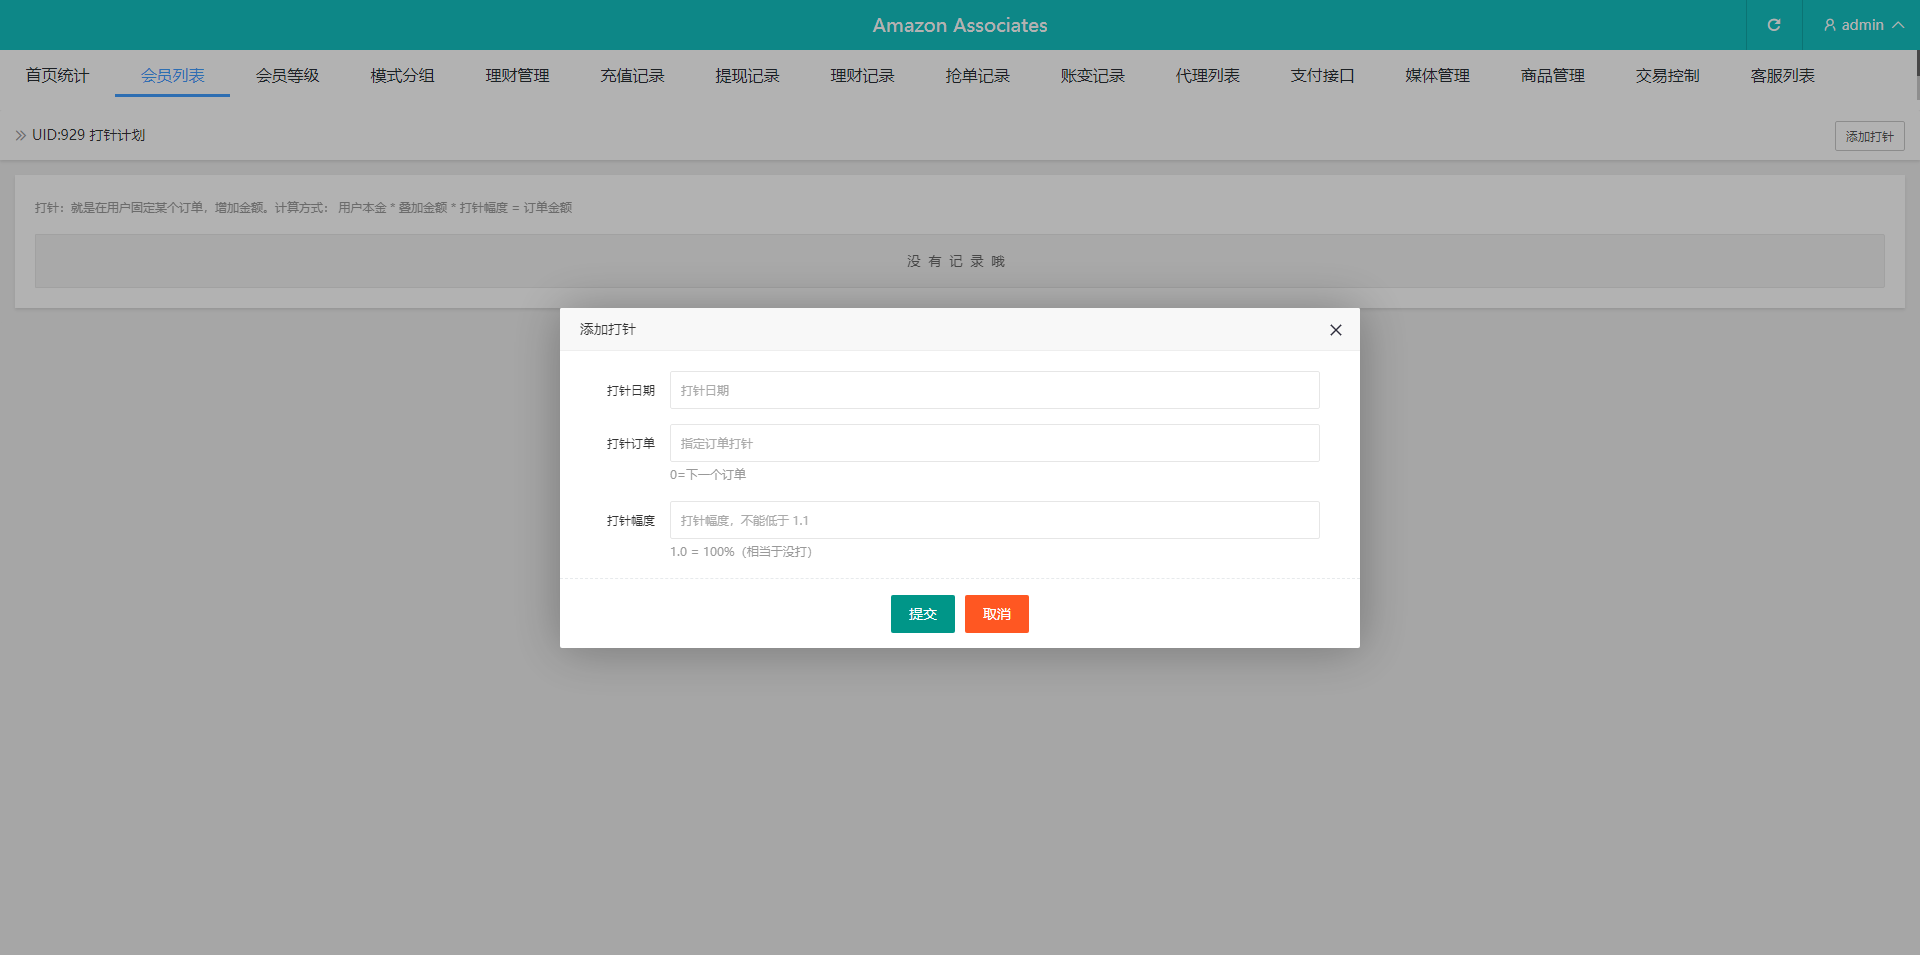 Amazon Associates
admin
首页统计 会员列表 会员等级 模式分组 理财管理 充值记录 提现记录 理财记录 抢单记录 账变记录 代理列表 支付接口 媒体管理 商品管理 交易控制 客服列表
UID:929 打针计划
添加打针
打针：就是在用户固定某个订单，增加金额。计算方式： 用户本金 * 叠加金额 * 打针幅度 = 订单金额
没 有 记 录 哦
添加打针
打针日期 打针日期
打针订单 指定订单打针
0=下一个订单
打针幅度 打针幅度，不能低于 1.1
1.0 = 100%（相当于没打）
提交 取消